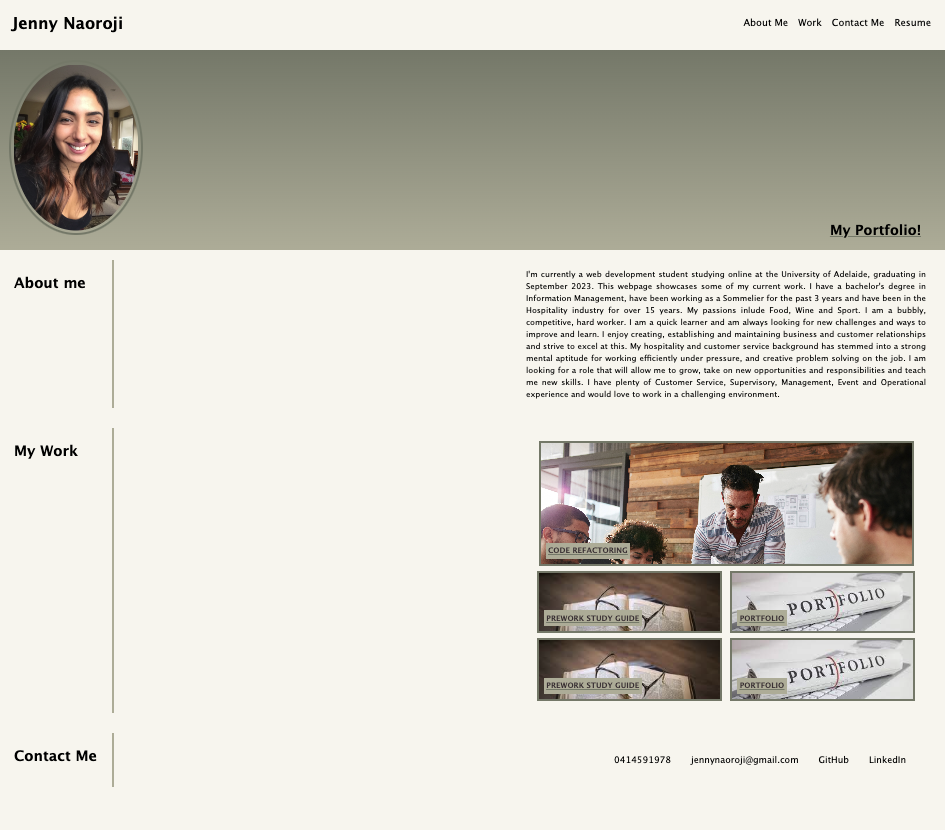 Jenny Naoroji
About Me Work Contact Me Resume
My Portfolio!
About me
I'm currently a web development student studying online at the University of Adelaide, graduating in
September 2023. This webpage showcases some of my current work. I have a bachelor's degree in
Information Management, have been working as a Sommelier for the past 3 years and have been in the
Hospitality industry for over 15 years. My passions inlude Food, Wine and Sport. I am a bubbly,
competitive, hard worker. I am a quick learner and am always looking for new challenges and ways to
improve and learn. I enjoy creating, establishing and maintaining business and customer relationships
and strive to excel at this. My hospitality and customer service background has stemmed into a strong
mental aptitude for working efficiently under pressure, and creative problem solving on the job. I am
looking for a role that will allow me to grow, take on new opportunities and responsibilities and teach
me new skills. I have plenty of Customer Service, Supervisory, Management, Event and Operational
experience and would love to work in a challenging environment.
My Work
CODE REFACTORING
PREWORK STUDY GUIDE
PORTFOLIO
PORTFOLIO
PREWORK STUDY GUIDE
PORTFOLIO
PORTFOLIO
Contact Me
0414591978 jennynaoroji@gmail.com GitHub LinkedIn